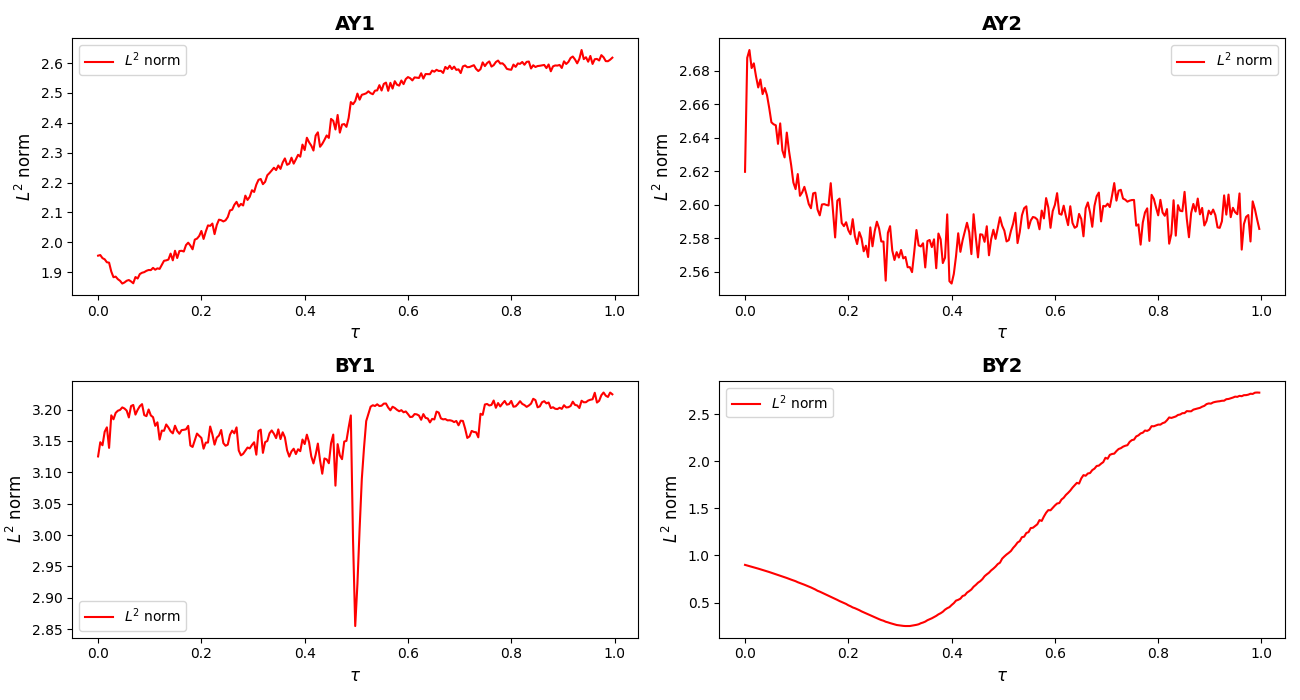 AY1
L² norm
2.6
2.5
2.4
2.3
2.2
2.1
2.0
1.9
L² norm
0.0 0.2 0.4 0.6 0.8 1.0
τ
AY2
L² norm
2.68
2.66
2.64
2.62
2.60
2.58
2.56
L² norm
0.0 0.2 0.4 0.6 0.8 1.0
τ
BY1
3.20
3.15
3.10
3.05
3.00
2.95
2.90
2.85
L² norm
L² norm
0.0 0.2 0.4 0.6 0.8 1.0
τ
BY2
L² norm
2.5
2.0
1.5
1.0
0.5
L² norm
0.0 0.2 0.4 0.6 0.8 1.0
τ